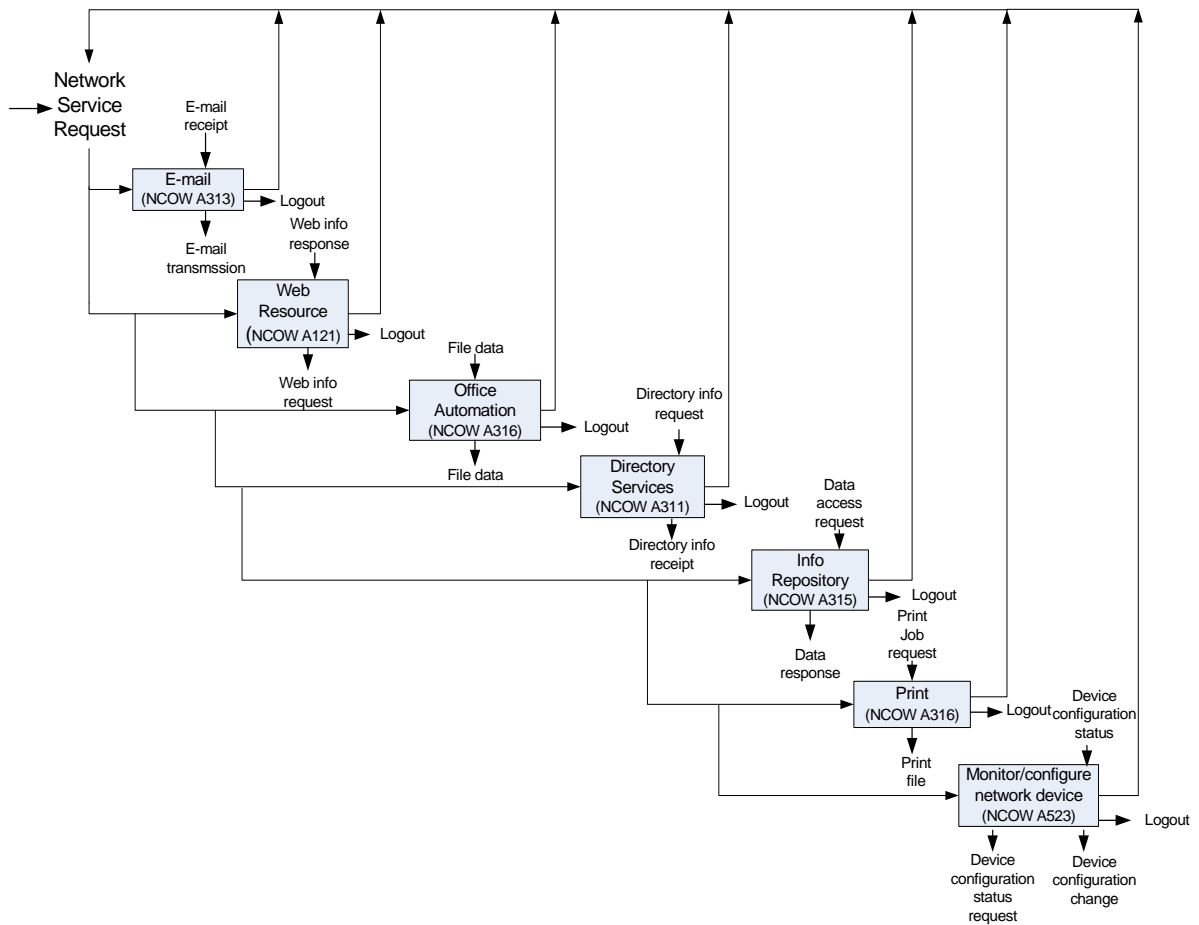 Network
Service
Request
E-mail
receipt
E-mail
(NCOW A313)
Logout
E-mail
transmssion
Web info
response
Web
Resource
(NCOW A121)
Logout
Web info
request
File data
Office
Automation
(NCOW A316)
Logout
File data
Directory info
request
Directory
Services
(NCOW A311)
Logout
Directory info
receipt
Data
access
request
Info
Repository
(NCOW A315)
Logout
Data
response
Print
Job
request
Print
(NCOW A316)
Logout
Print
file
Device
configuration
status
Monitor/configure
network device
(NCOW A523)
Logout
Device
configuration
status
request
Device
configuration
change